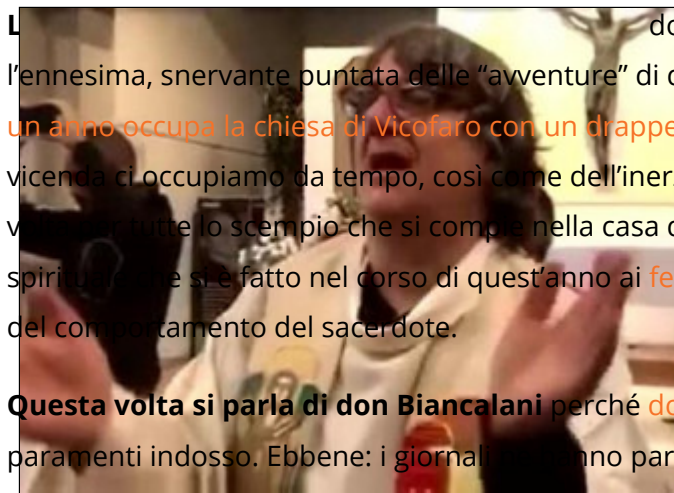 L do
l’ennesima, snervante puntata delle “avventure” di
un anno occupa la chiesa di Vicofaro con un drappe
vicenda ci occupiamo da tempo, così come dell’iner
tutte lo scempio che si compie nella casa
che si è fatto nel corso di quest’anno ai fe
del comportamento del sacerdote.
Questa volta si parla di don Biancalani perché do
paramenti indosso. Ebbene: i giornali par